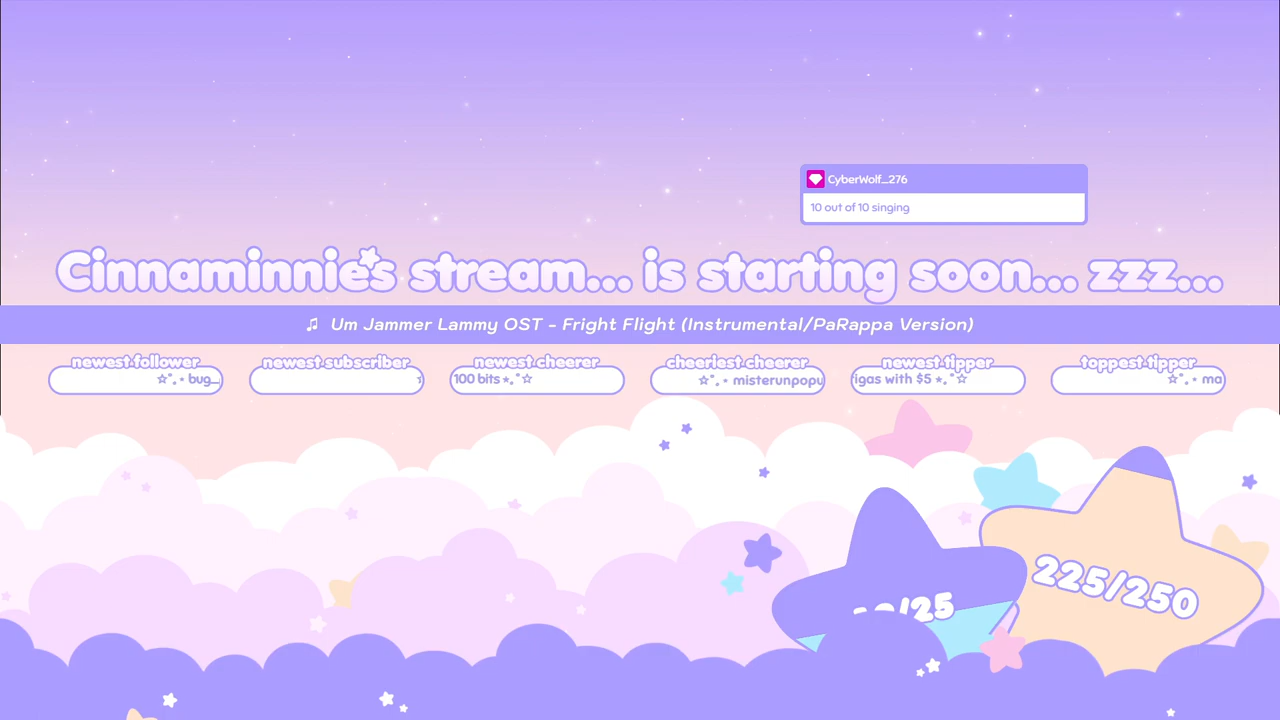 CyberWolf_276
10 out of 10 singing
Cinnaminnie's stream... is starting soon... zzz...
♫ Um Jammer Lammy OST - Fright Flight (Instrumental/PaRappa Version)
newest follower
☆˚｡⋆ bug_
newest subscriber
newest cheerer
100 bits ⋆｡˚☆
cheeriest cheerer
☆˚｡⋆ misterunpopu
newest tipper
igas with $5 ⋆｡˚☆
toppest tipper
☆˚｡⋆ ma
225/250
/25